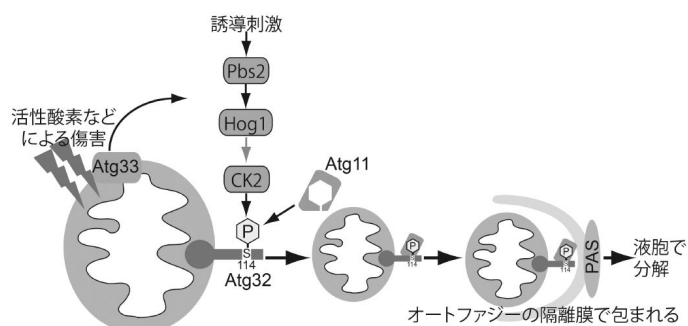 誘導刺激
Pbs2
活性酸素など
による傷害
Hog1
Atg33
CK2
Atg11
P
S
114
Atg32
P
S
114
P
S
114
PAS
液胞で
分解
オートファジーの隔離膜で包まれる